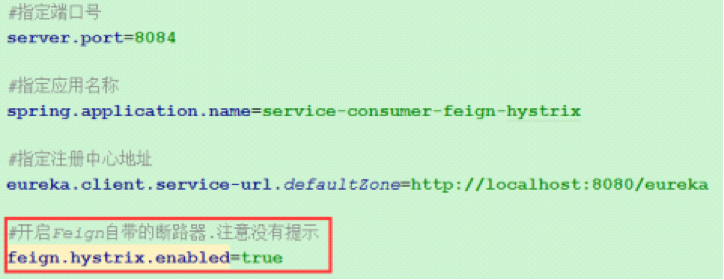 #指定端口号
server.port=8084
#指定应用名称
spring.application.name=service-consumer-feign-hystrix
#指定注册中心地址
eureka.client.service-url.defaultZone=http://localhost:8080/eureka
#开启Feign自带的断路器.注意没有提示
feign.hystrix.enabled=true